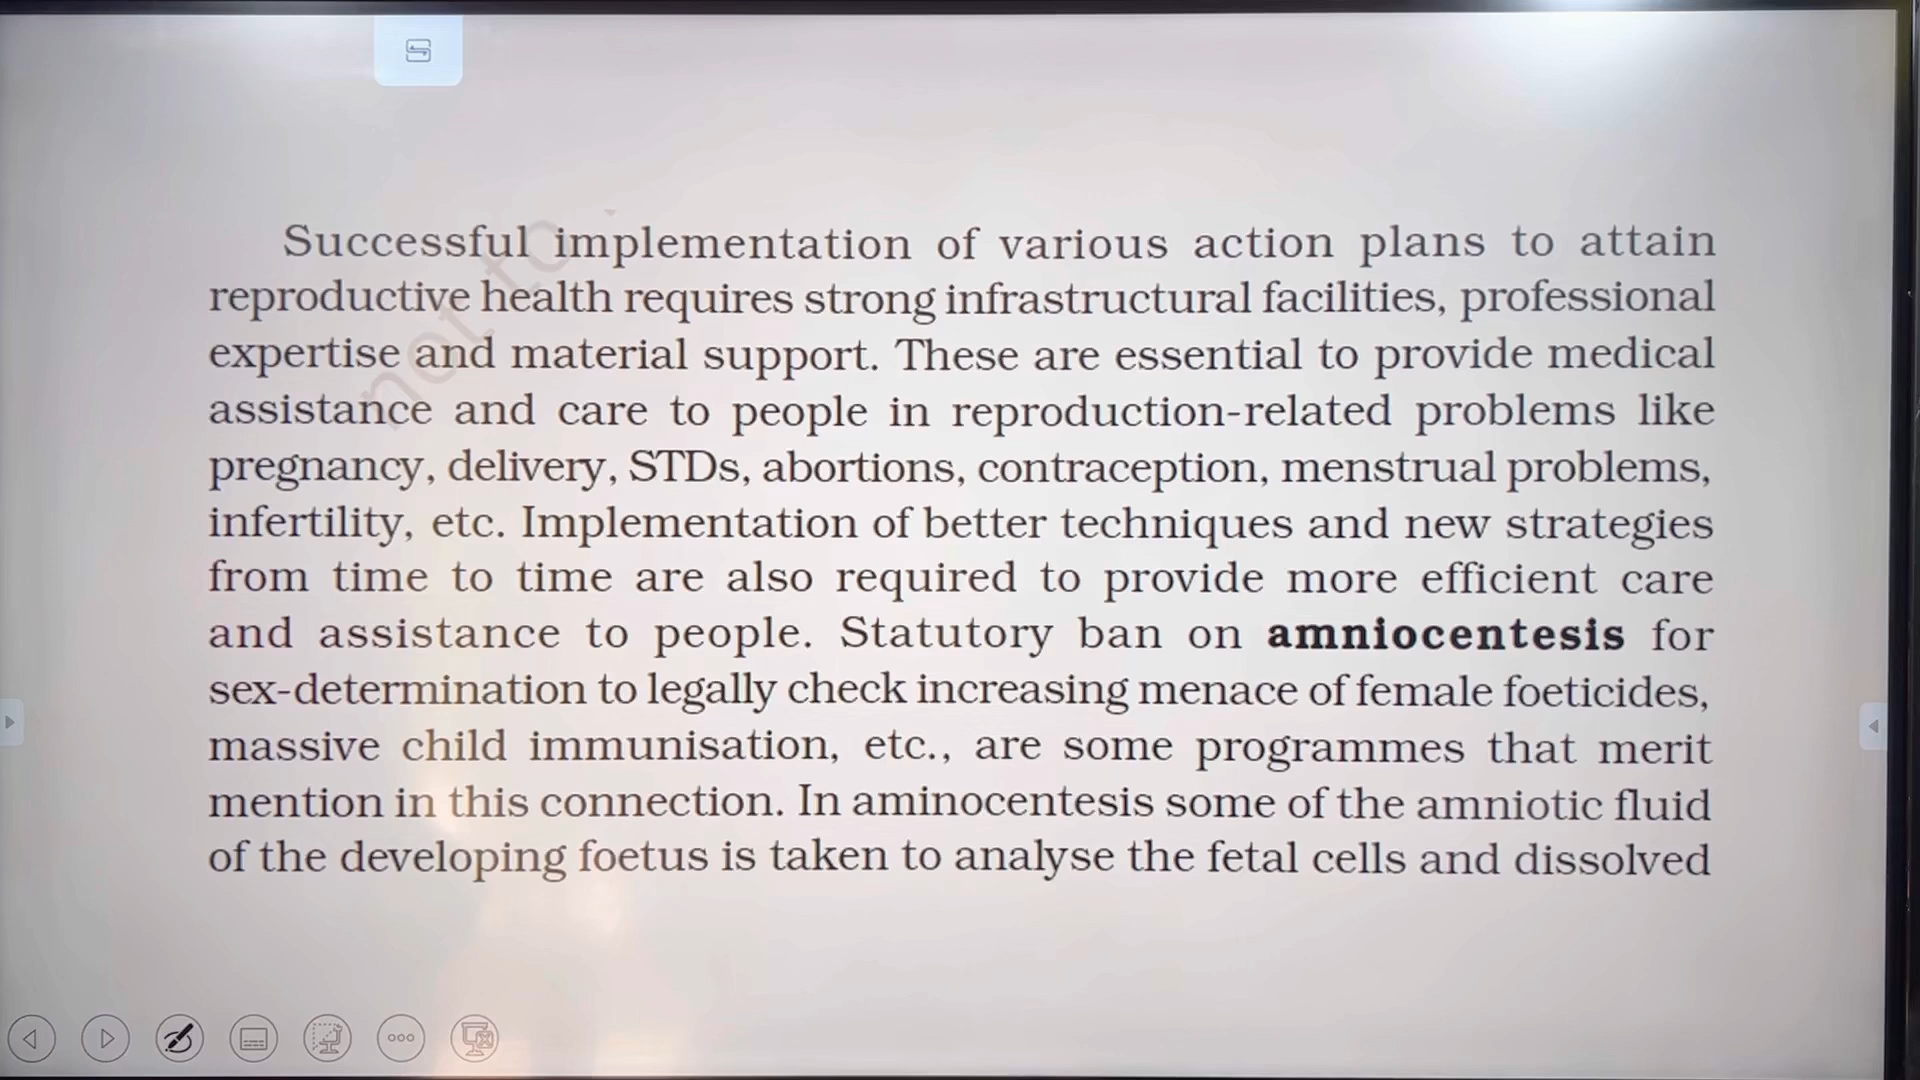 Successful implementation of various action plans to attain
reproductive health requires strong infrastructural facilities, professional
expertise and material support. These are essential to provide medical
assistance and care to people in reproduction-related problems like
pregnancy, delivery, STDs, abortions, contraception, menstrual problems,
infertility, etc. Implementation of better techniques and new strategies
from time to time are also required to provide more efficient care
and assistance to people. Statutory ban on amniocentesis for
sex-determination to legally check increasing menace of female foeticides,
massive child immunisation, etc., are some programmes that merit
mention in this connection. In aminocentesis some of the amniotic fluid
of the developing foetus is taken to analyse the fetal cells and dissolved
not to